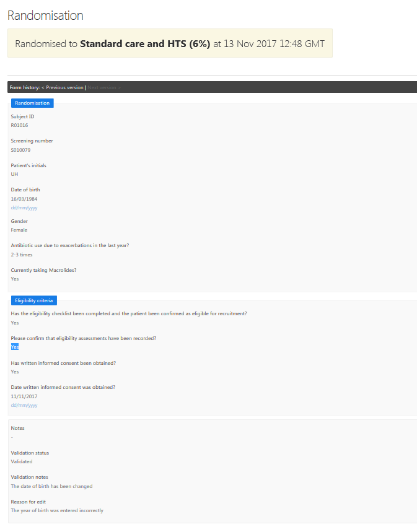 Randomisation
Randomised to Standard care and HTS (6%) at 13 Nov 2017 12:48 GMT
Form history: < Previous version |
Randomisation
Subject ID
R01016
Screening number
S010079
Patient's initials
UH
Date of birth
16/03/1984
dd/mm/yyyy
Gender
Female
Antibiotic use due to exacerbations in the last year?
2-3 times
Currently taking Macrolides?
Yes
Eligibility criteria
Has the eligibility checklist been completed and the patient been confirmed as eligible for recruitment?
Yes
Please confirm that eligibility assessments have been recorded?
Yes
Has written informed consent been obtained?
Yes
Date written informed consent was obtained?
13/11/2017
dd/mm/yyyy
Notes
-
Validation status
Validated
Validation notes
The date of birth has been changed
Reason for edit
The year of birth was entered incorrectly